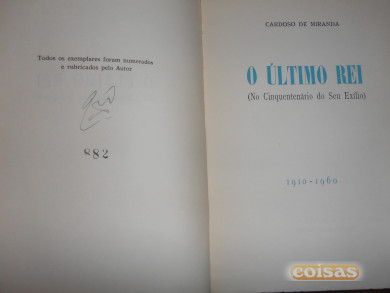 Todos os exemplares foram numerados
e rubricados pelo Autor
882
CARDOSO DE MIRANDA
O ÚLTIMO REI
(No Cinquentenário do Seu Exílio)
1910-1960
coisas